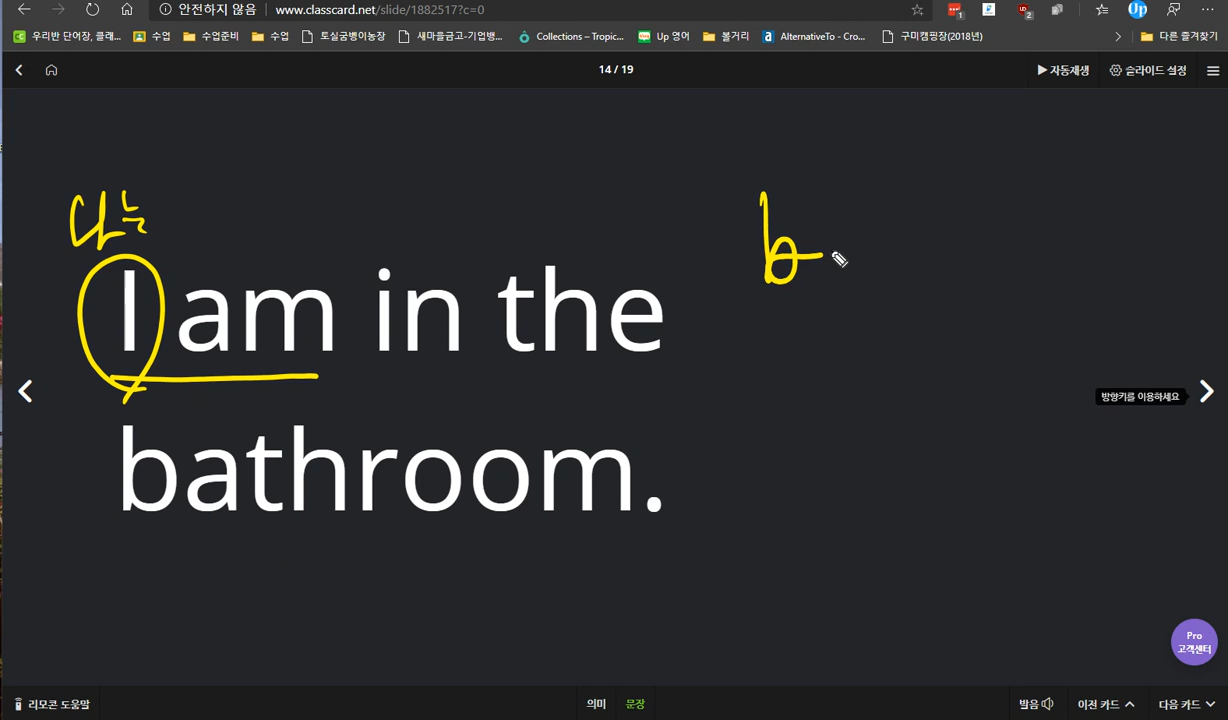 안전하지 않음 www.classcard.net/slide/1882517?c=0
우리반 단어장, 클래... 수업 수업준비 수업 토실굼벵이농장 새마을금고-기업뱅... Collections – Tropic... Up 영어 볼거리 AlternativeTo - Cro... 구미캠핑장(2018년) 다른 즐겨찾기
14 / 19 자동재생 슬라이드 설정
나는 b
I am in the
방향키를 이용하세요
bathroom.
Pro
고객센터
리모콘 도움말 의미 문장 발음 이전 카드 다음 카드